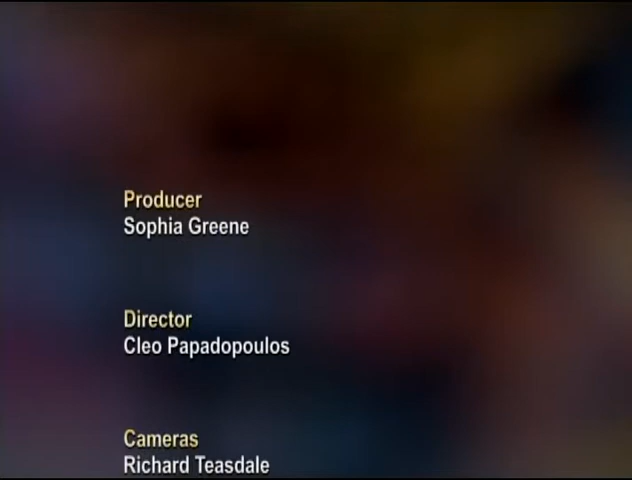 Producer
Sophia Greene
Director
Cleo Papadopoulos
Cameras
Richard Teasdale